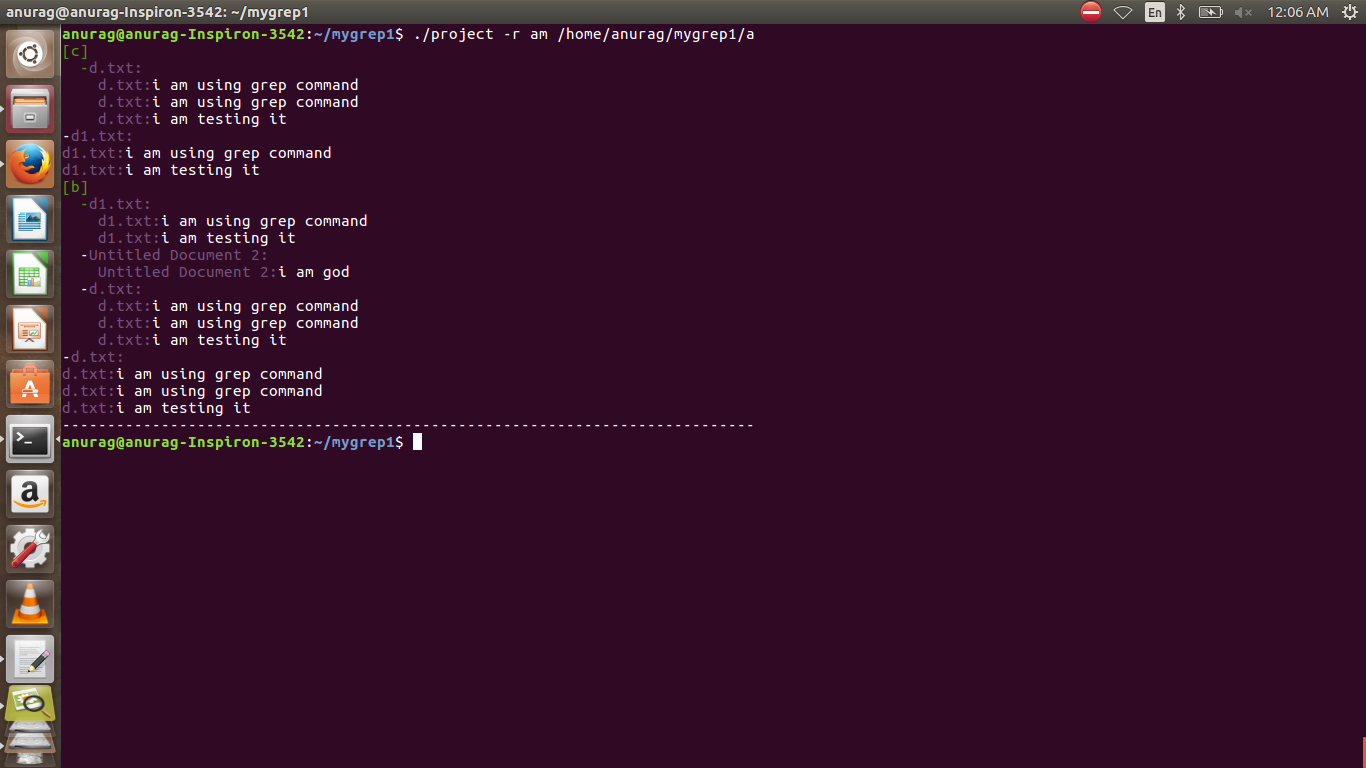 anurag@anurag-Inspiron-3542: ~/mygrep1
En
12:06 AM
anurag@anurag-Inspiron-3542:~/mygrep1$ ./project -r am /home/anurag/mygrep1/a
[c]
  -d.txt:
    d.txt:i am using grep command
    d.txt:i am using grep command
    d.txt:i am testing it
-d1.txt:
d1.txt:i am using grep command
d1.txt:i am testing it
[b]
  -d1.txt:
    d1.txt:i am using grep command
    d1.txt:i am testing it
  -Untitled Document 2:
    Untitled Document 2:i am god
  -d.txt:
    d.txt:i am using grep command
    d.txt:i am using grep command
    d.txt:i am testing it
-d.txt:
d.txt:i am using grep command
d.txt:i am using grep command
d.txt:i am testing it
-----------------------------------------------------------------------------
anurag@anurag-Inspiron-3542:~/mygrep1$